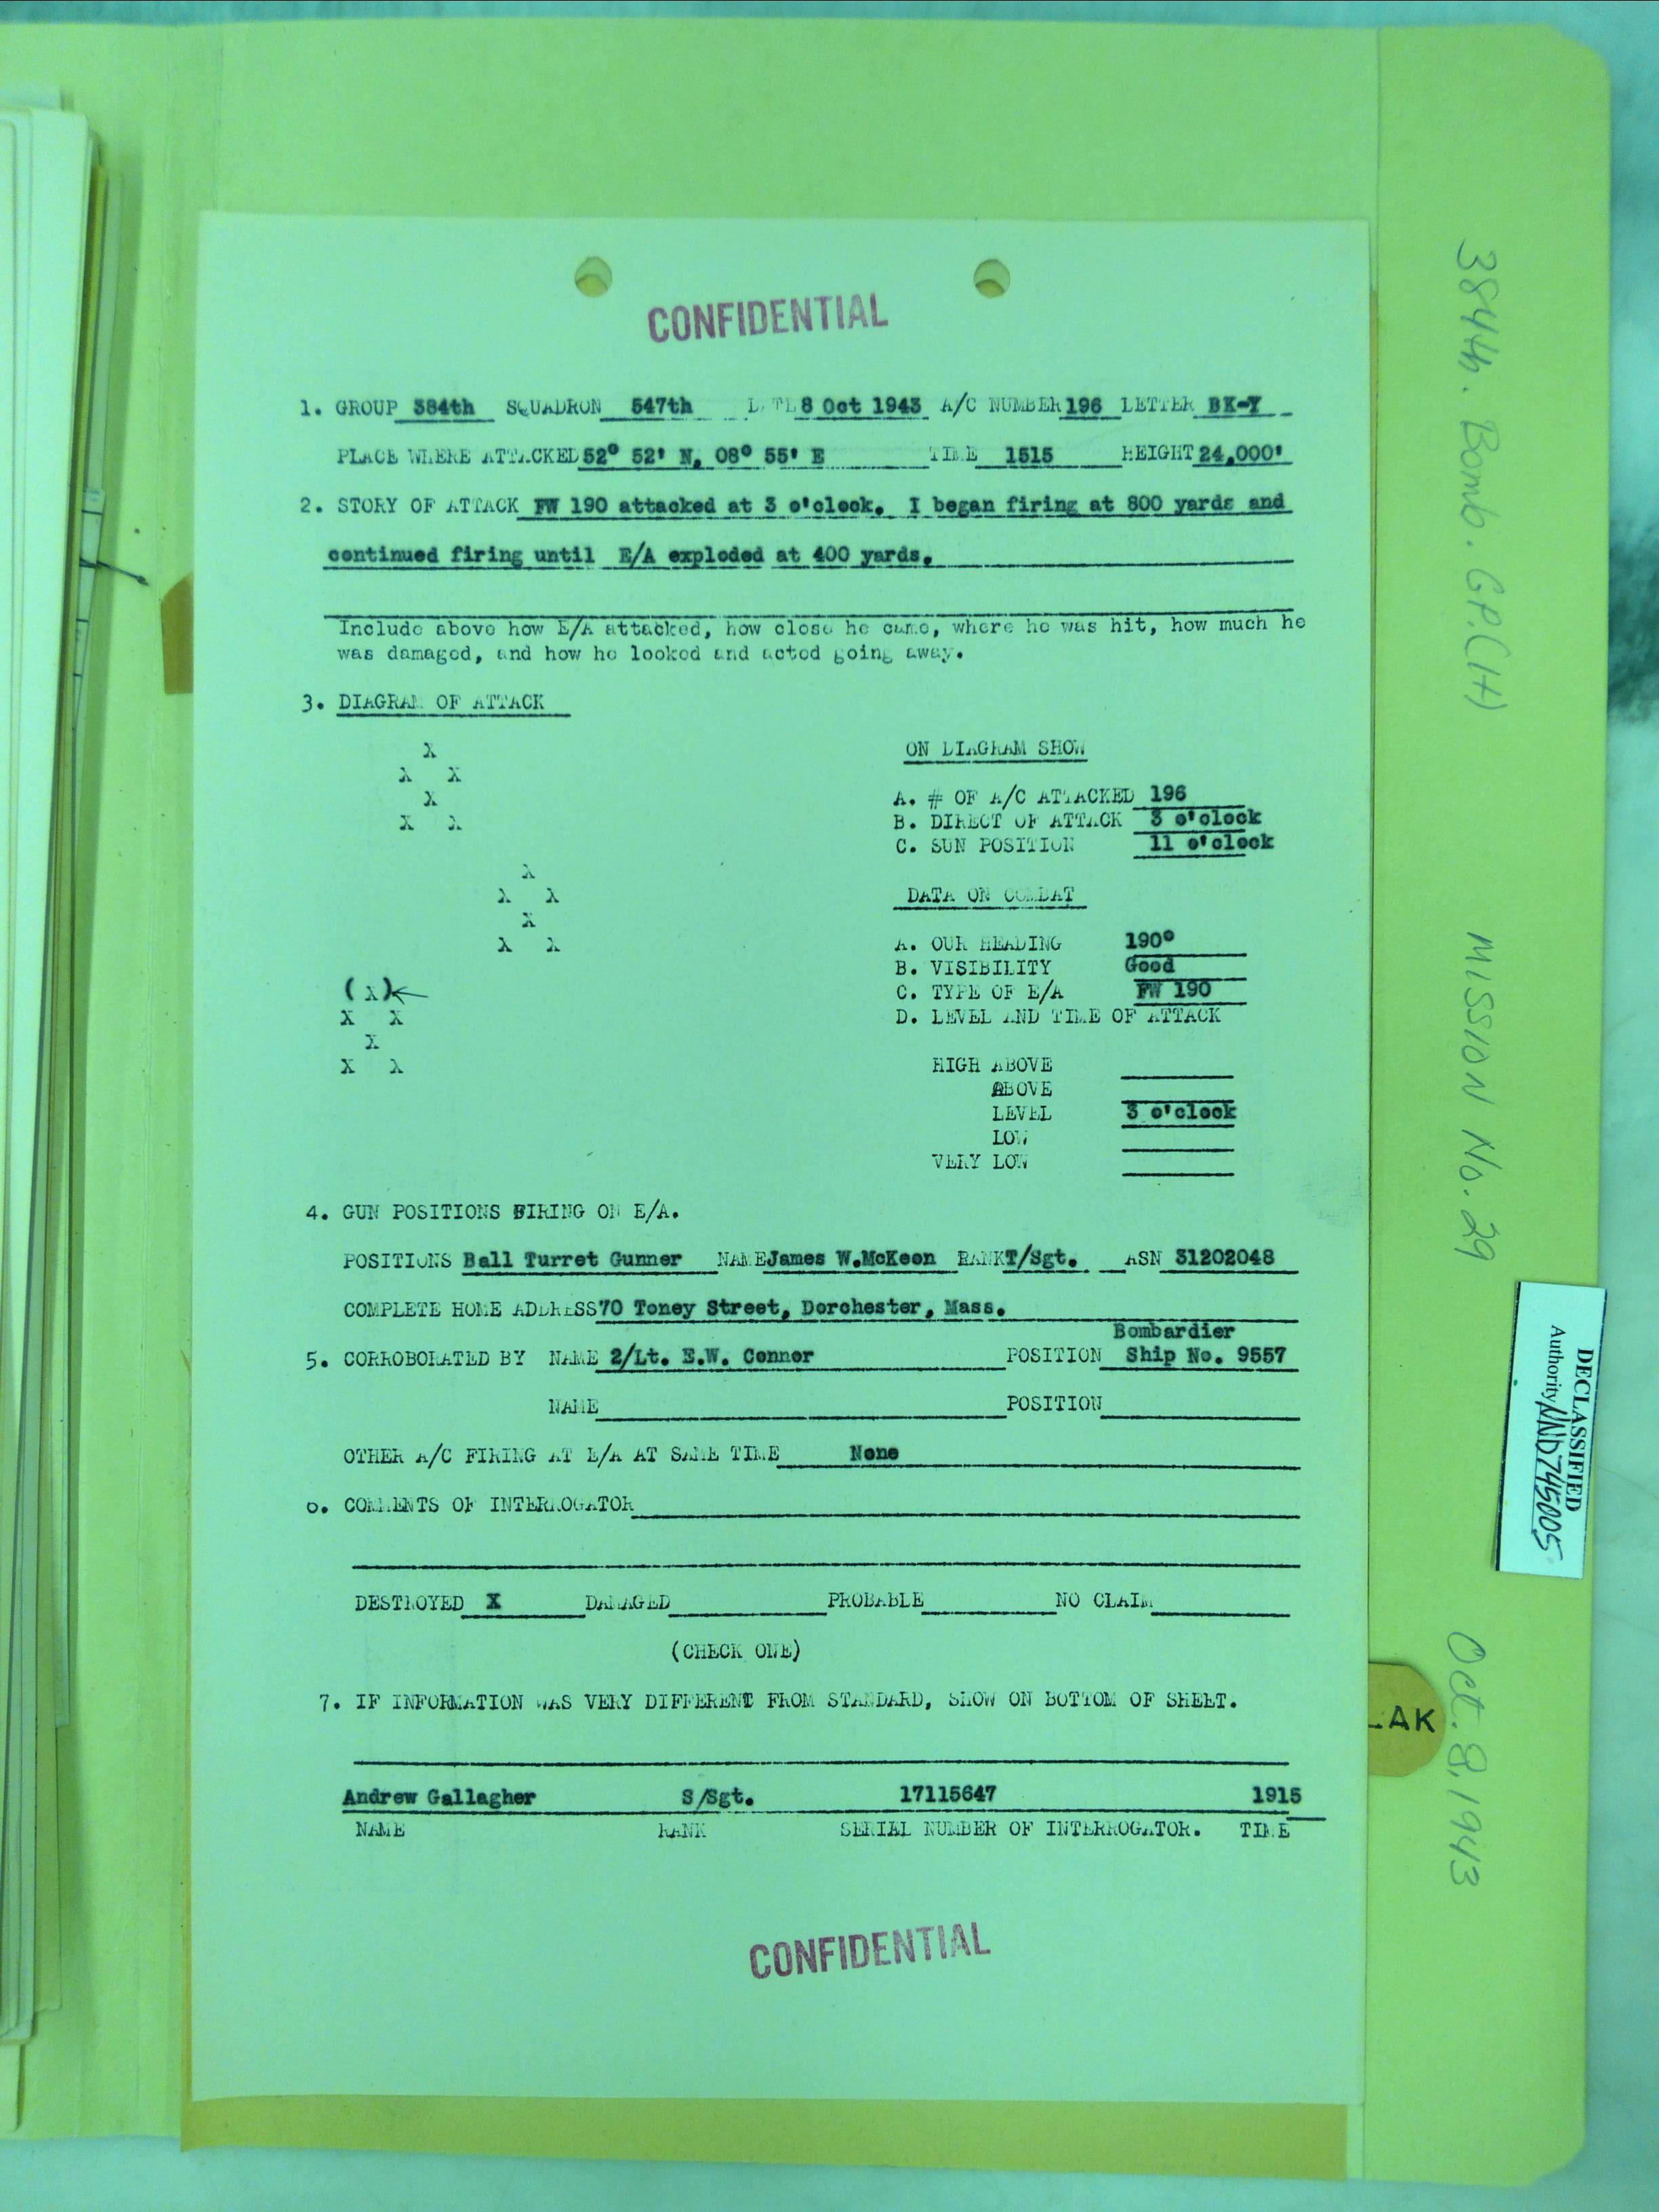 CONFIDENTIAL
1. GROUP 384th SQUADRON 547th DATE 8 Oct 1943 A/C NUMBER 196 LETTER BK-Y
PLACE WHERE ATTACKED 52° 52' N, 08° 55' E TIME 1515 HEIGHT 24,000'
2. STORY OF ATTACK FW 190 attacked at 3 o'clock. I began firing at 800 yards and
continued firing until E/A exploded at 400 yards.
Include above how E/A attacked, how close he came, where he was hit, how much he
was damaged, and how he looked and acted going away.
3. DIAGRAM OF ATTACK
X
X X
X
X X
X
X X
X
X X
(X)←
X X
X
X X
ON DIAGRAM SHOW
A. # OF A/C ATTACKED 196
B. DIRECT OF ATTACK 3 o'clock
C. SUN POSITION 11 o'clock
DATA ON COMBAT
A. OUR HEADING 190°
B. VISIBILITY Good
C. TYPE OF E/A FW 190
D. LEVEL AND TIME OF ATTACK
HIGH ABOVE
ABOVE
LEVEL 3 o'clock
LOW
VERY LOW
4. GUN POSITIONS FIRING ON E/A.
POSITIONS Ball Turret Gunner NAME James W.McKeon RANK T/Sgt. ASN 31202048
COMPLETE HOME ADDRESS 70 Toney Street, Dorchester, Mass.
Bombardier
5. CORROBORATED BY NAME 2/Lt. E.W. Connor POSITION Ship No. 9557
NAME POSITION
OTHER A/C FIRING AT E/A AT SAME TIME None
6. COMMENTS OF INTERROGATOR
DESTROYED X DAMAGED PROBABLE NO CLAIM
(CHECK ONE)
7. IF INFORMATION WAS VERY DIFFERENT FROM STANDARD, SHOW ON BOTTOM OF SHEET.
Andrew Gallagher S/Sgt. 17115647 1915
NAME RANK SERIAL NUMBER OF INTERROGATOR. TIME
CONFIDENTIAL
384th. Bomb. GP.(H) MISSION No. 29 Oct. 8, 1943
DECLASSIFIED
Authority NND745005
LAK